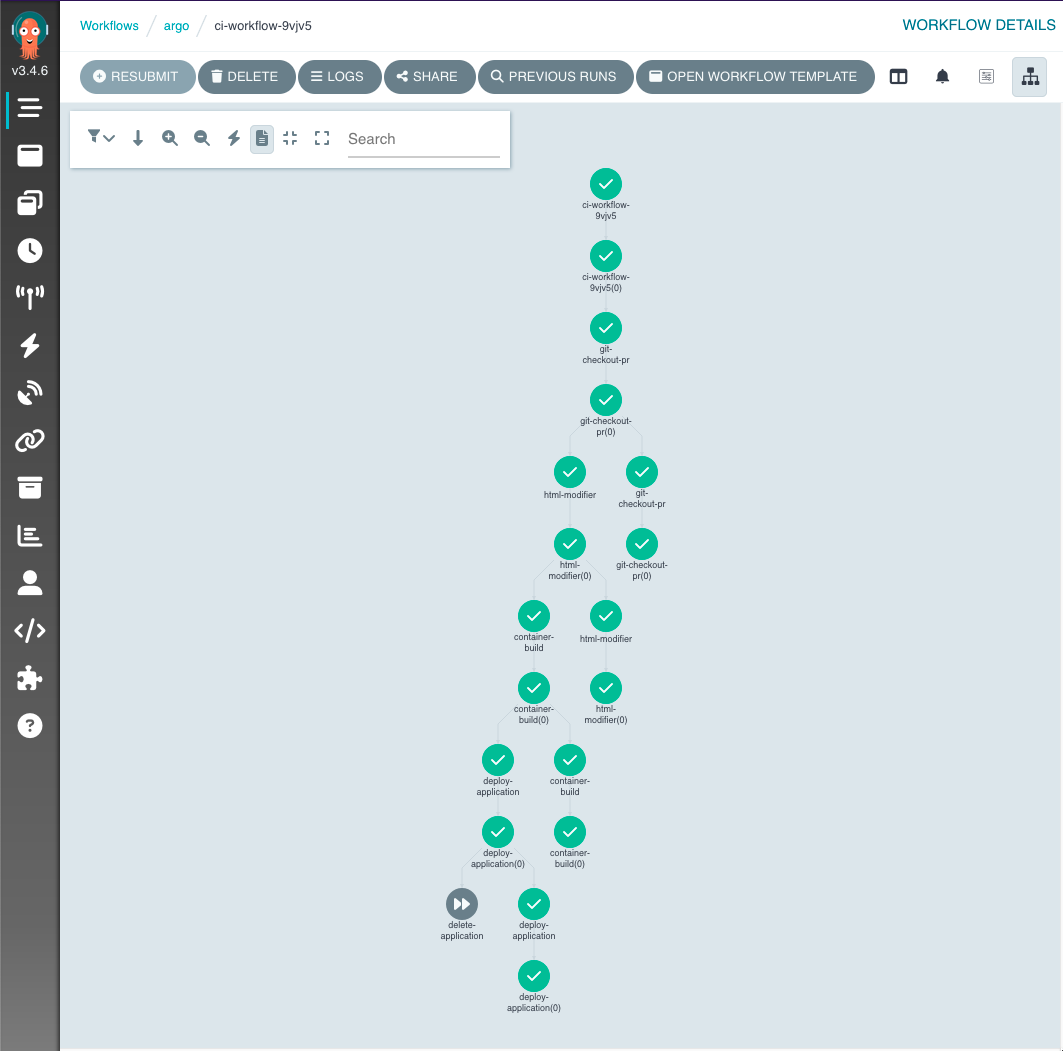 Workflows / argo / ci-workflow-9vjv5
WORKFLOW DETAILS
v3.4.6
RESUBMIT
DELETE
LOGS
SHARE
PREVIOUS RUNS
OPEN WORKFLOW TEMPLATE
Search
ci-workflow-
9vjv5
ci-workflow-
9vjv5(0)
git-
checkout-pr
git-checkout-
pr(0)
html-modifier
git-
checkout-pr
html-
modifier(0)
git-checkout-
pr(0)
container-
build
html-modifier
container-
build(0)
html-
modifier(0)
deploy-
application
container-
build
deploy-
application(0)
container-
build(0)
delete-
application
deploy-
application
deploy-
application(0)